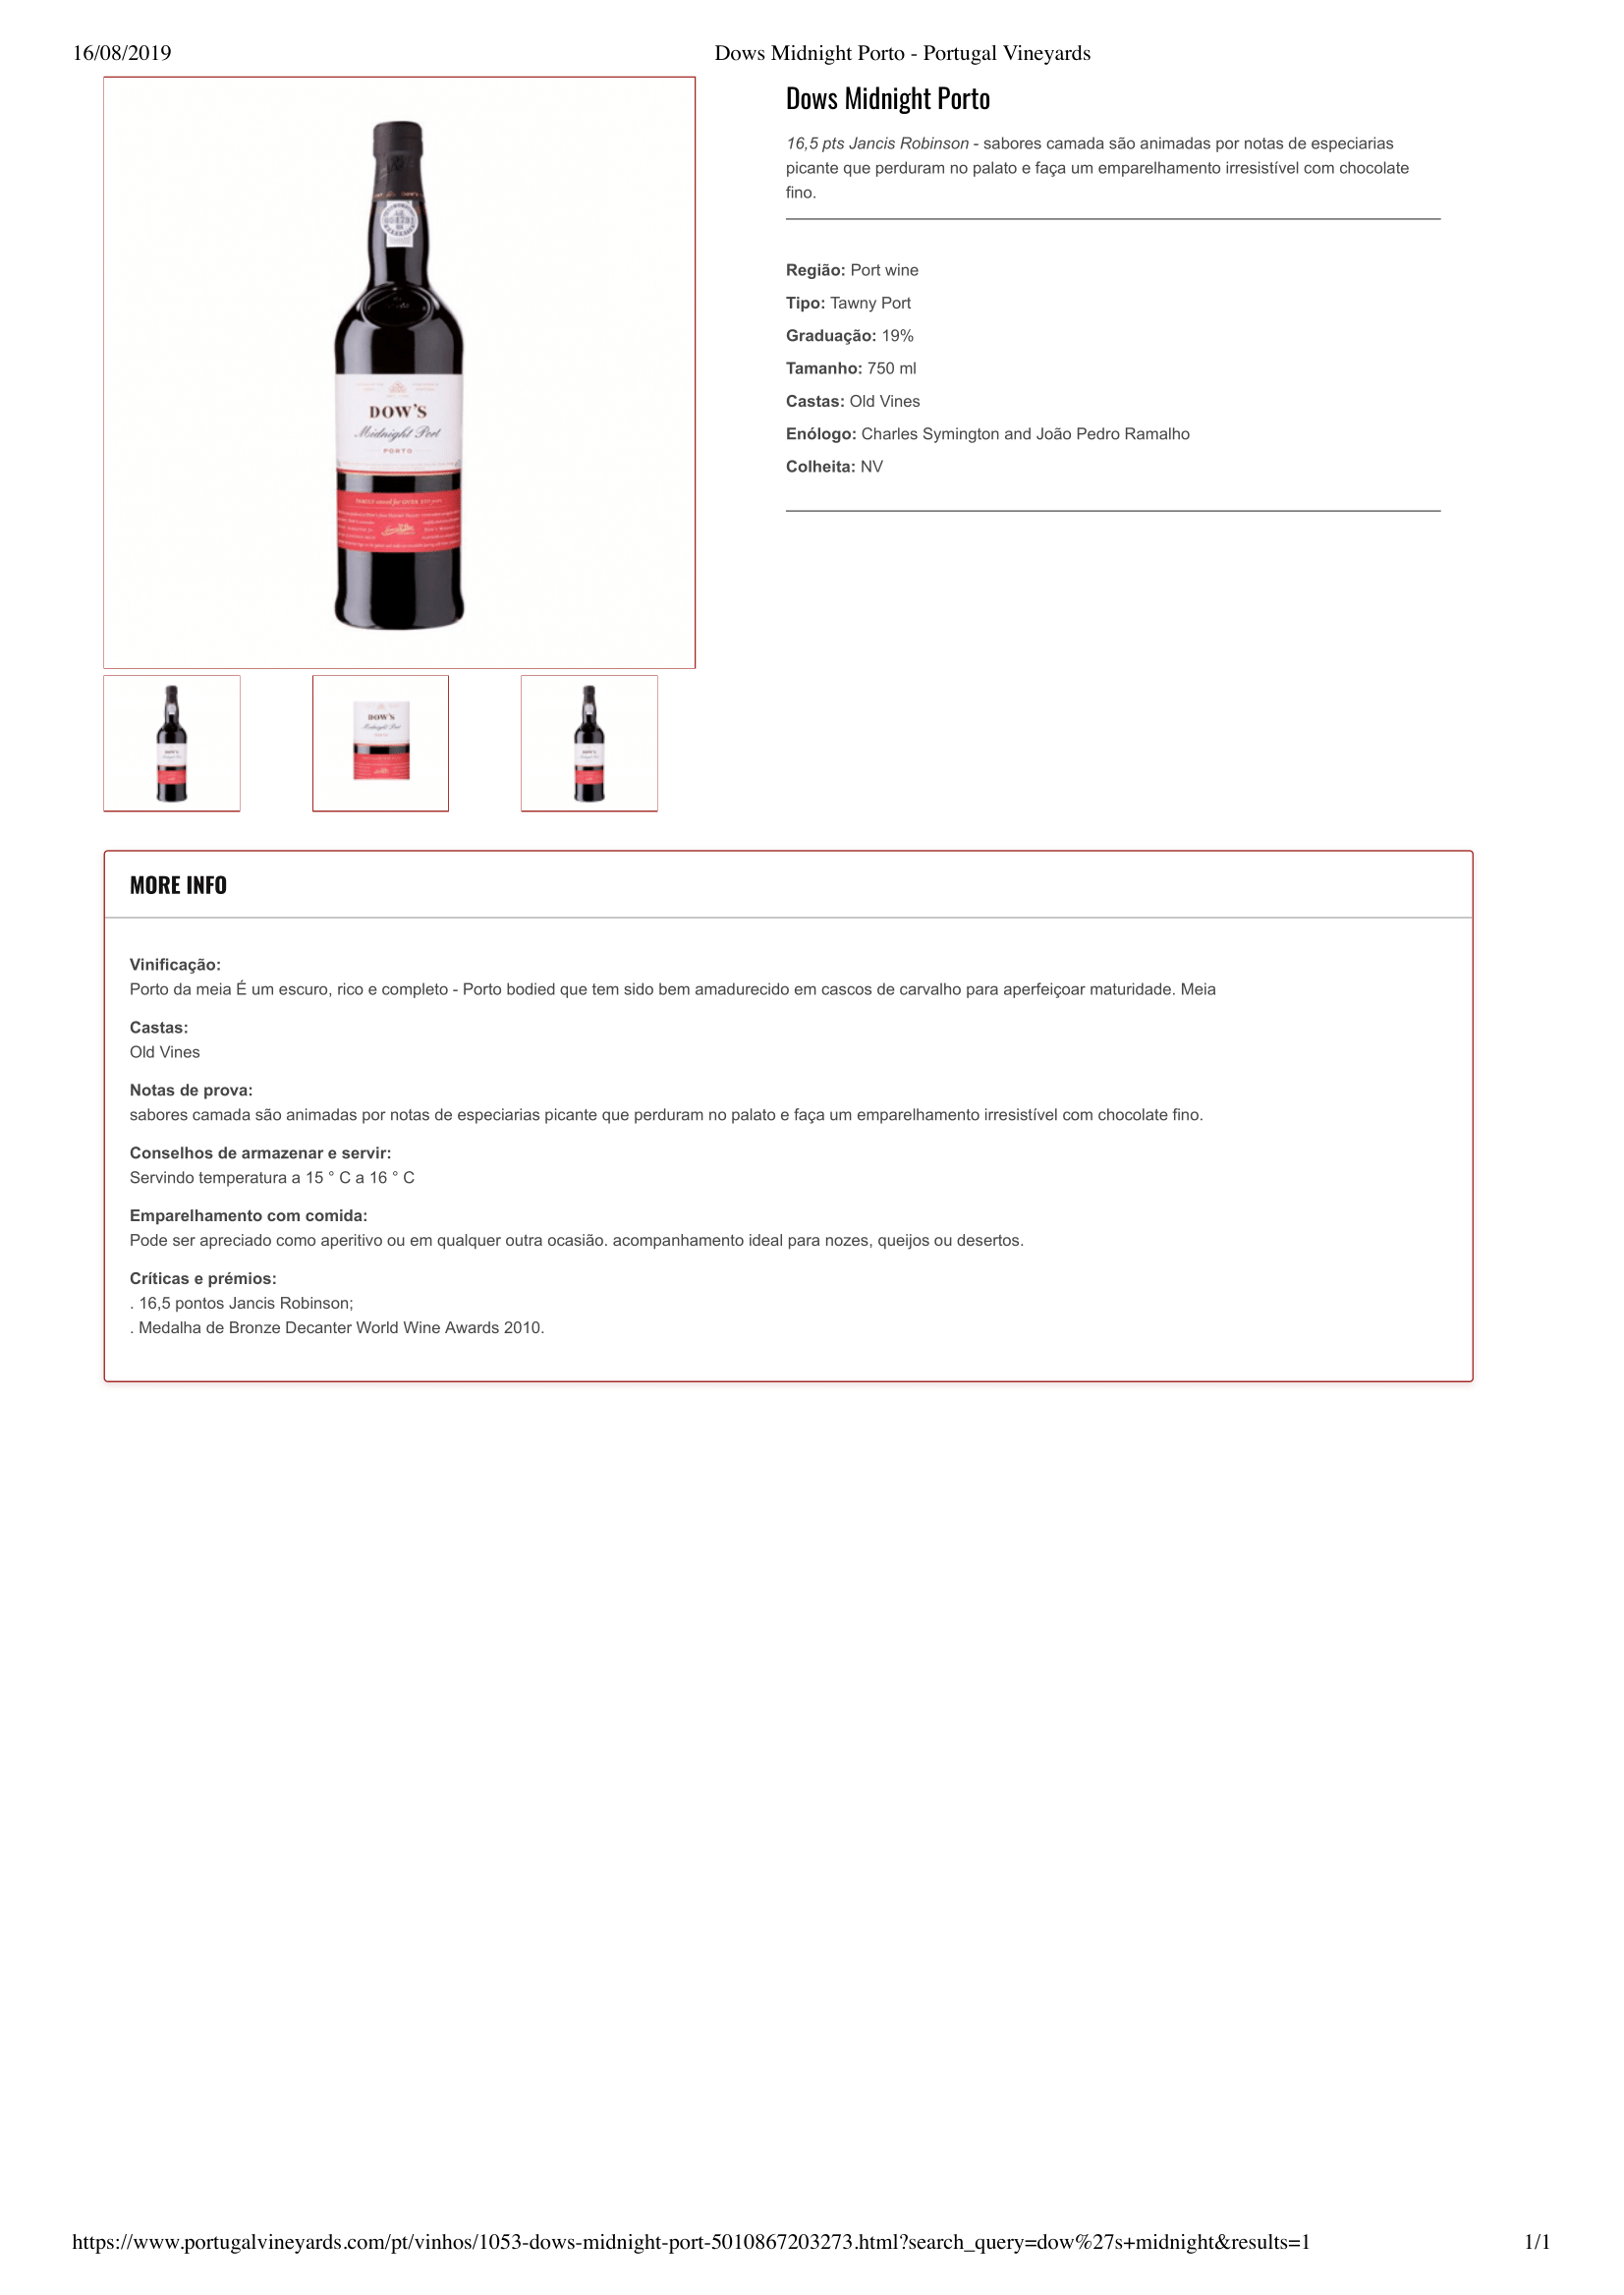 16/08/2019
Dows Midnight Porto - Portugal Vineyards
DOW'S
Midnight Port
PORTO
FAMILY owned for OVER
DOW'S
DOW'S
Midnight Port
DOW'S
Dows Midnight Porto
16,5 pts Jancis Robinson - sabores camada são animadas por notas de especiarias
picante que perduram no palato e faça um emparelhamento irresistível com chocolate
fino.
Região: Port wine
Tipo: Tawny Port
Graduação: 19%
Tamanho: 750 ml
Castas: Old Vines
Enólogo: Charles Symington and João Pedro Ramalho
Colheita: NV
MORE INFO
Vinificação:
Porto da meia É um escuro, rico e completo - Porto bodied que tem sido bem amadurecido em cascos de carvalho para aperfeiçoar maturidade. Meia
Castas:
Old Vines
Notas de prova:
sabores camada são animadas por notas de especiarias picante que perduram no palato e faça um emparelhamento irresistível com chocolate fino.
Conselhos de armazenar e servir:
Servindo temperatura a 15 ° C a 16 ° C
Emparelhamento com comida:
Pode ser apreciado como aperitivo ou em qualquer outra ocasião. acompanhamento ideal para nozes, queijos ou desertos.
Críticas e prémios:
. 16,5 pontos Jancis Robinson;
. Medalha de Bronze Decanter World Wine Awards 2010.
https://www.portugalvineyards.com/pt/vinhos/1053-dows-midnight-port-5010867203273.html?search_query=dow%27s+midnight&results=1
1/1